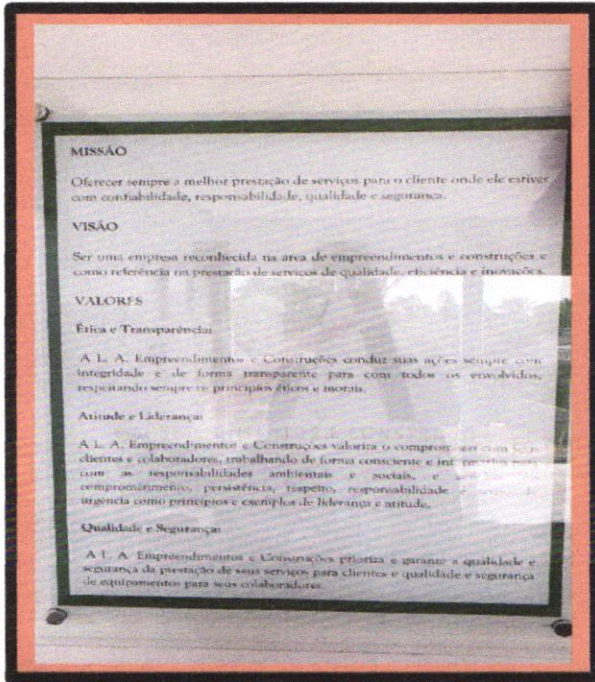 MISSÃO
Oferecer sempre a melhor prestação de serviços para o cliente onde ele estiver
com confiabilidade, responsabilidade, qualidade e segurança.
VISÃO
Ser uma empresa reconhecida na área de empreendimentos e construções e
como referência na prestação de serviços de qualidade, eficiência e inovações.
VALORES
Ética e Transparência:
A L. A. Empreendimentos e Construções conduz suas ações sempre com
integridade e de forma transparente para com todos os envolvidos,
respeitando sempre os princípios éticos e morais.
Atitude e Liderança:
A L. A. Empreendimentos e Construções valoriza o compromisso com seus
clientes e colaboradores, trabalhando de forma consciente e
com as responsabilidades ambientais e sociais, e
comprometimento, persistência, respeito, responsabilidade e
urgência como princípios e exemplos de liderança e atitude.
Qualidade e Segurança:
A L. A. Empreendimentos e Construções prioriza e garante a qualidade e
segurança da prestação de seus serviços para clientes e qualidade e segurança
de equipamentos para seus colaboradores.